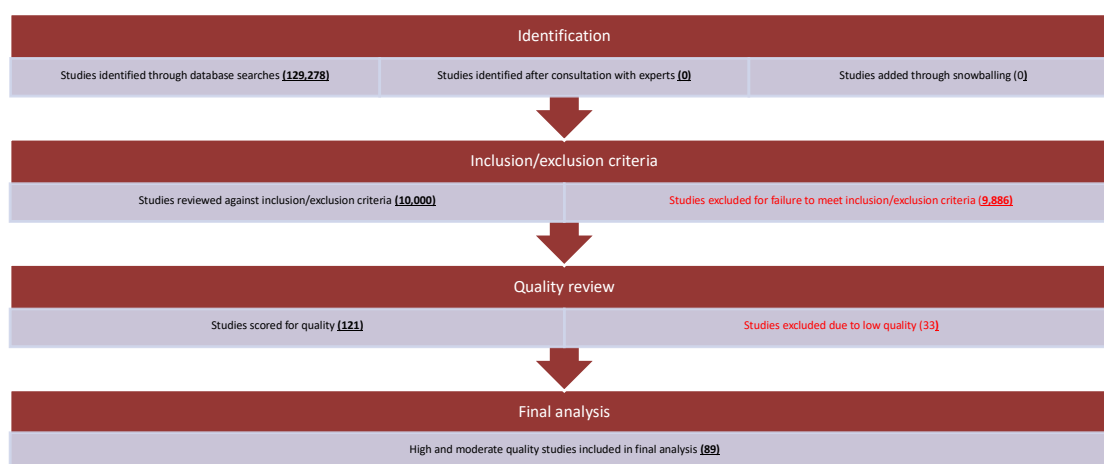 Identification
Studies identified through database searches (129,278)
Studies identified after consultation with experts (0)
Studies added through snowballing (0)
Inclusion/exclusion criteria
Studies reviewed against inclusion/exclusion criteria (10,000)
Studies excluded for failure to meet inclusion/exclusion criteria (9,886)
Quality review
Studies scored for quality (121)
Studies excluded due to low quality (33)
Final analysis
High and moderate quality studies included in final analysis (89)